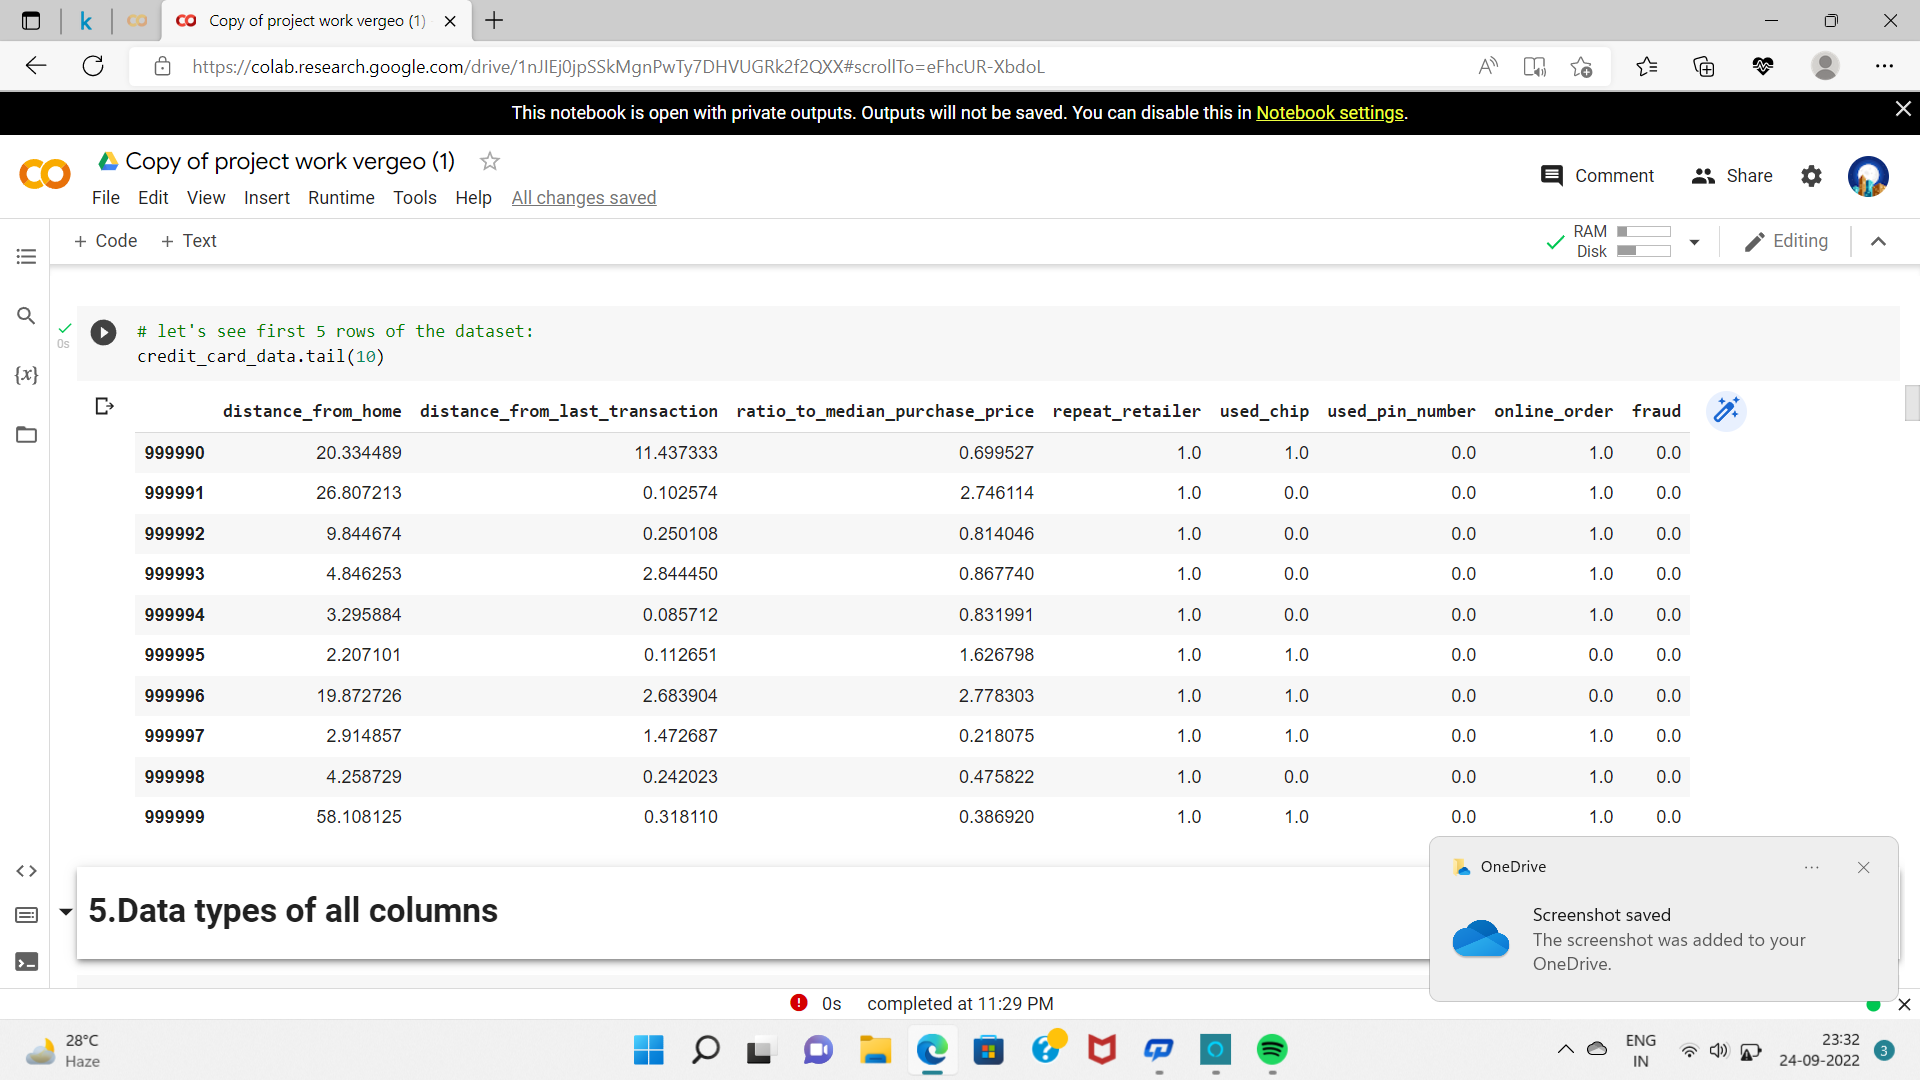 Copy of project work vergeo (1)
https://colab.research.google.com/drive/1nJIEj0jpSSkMgnPwTy7DHVUGRk2f2QXX#scrollTo=eFhcUR-XbdoL
This notebook is open with private outputs. Outputs will not be saved. You can disable this in Notebook settings.
Copy of project work vergeo (1)
File Edit View Insert Runtime Tools Help All changes saved
Comment Share
+ Code + Text
RAM
Disk
Editing
0s
# let's see first 5 rows of the dataset:
credit_card_data.tail(10)
{x}
distance_from_home distance_from_last_transaction ratio_to_median_purchase_price repeat_retailer used_chip used_pin_number online_order fraud
999990 20.334489 11.437333 0.699527 1.0 1.0 0.0 1.0 0.0
999991 26.807213 0.102574 2.746114 1.0 0.0 0.0 1.0 0.0
999992 9.844674 0.250108 0.814046 1.0 0.0 0.0 1.0 0.0
999993 4.846253 2.844450 0.867740 1.0 0.0 0.0 1.0 0.0
999994 3.295884 0.085712 0.831991 1.0 0.0 0.0 1.0 0.0
999995 2.207101 0.112651 1.626798 1.0 1.0 0.0 0.0 0.0
999996 19.872726 2.683904 2.778303 1.0 1.0 0.0 0.0 0.0
999997 2.914857 1.472687 0.218075 1.0 1.0 0.0 1.0 0.0
999998 4.258729 0.242023 0.475822 1.0 0.0 0.0 1.0 0.0
999999 58.108125 0.318110 0.386920 1.0 1.0 0.0 1.0 0.0
5.Data types of all columns
OneDrive
Screenshot saved
The screenshot was added to your
OneDrive.
0s completed at 11:29 PM
28°C
Haze
ENG
IN
23:32
24-09-2022
3